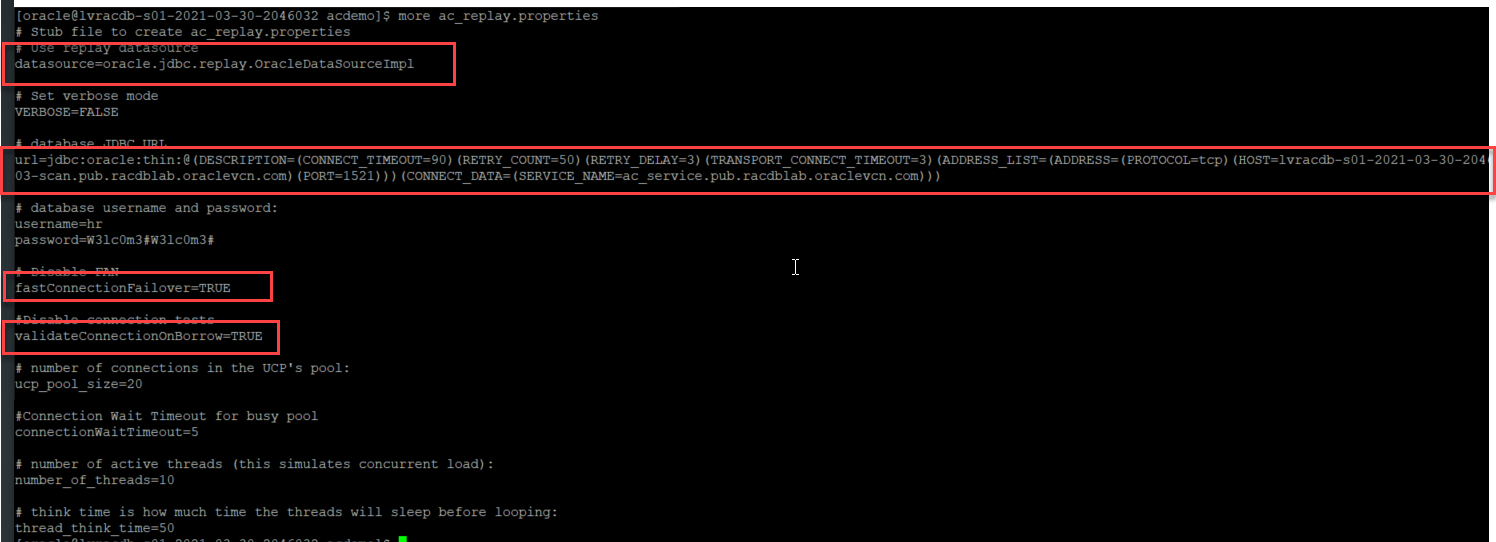 [oracle@lvracdb-s01-2021-03-30-2046032 acdemo]$ more ac_replay.properties
# Stub file to create ac_replay.properties
# Use replay datasource
datasource=oracle.jdbc.replay.OracleDataSourceImpl
# Set verbose mode
VERBOSE=FALSE
# database JDBC URL
url=jdbc:oracle:thin:@(DESCRIPTION=(CONNECT_TIMEOUT=90)(RETRY_COUNT=50)(RETRY_DELAY=3)(TRANSPORT_CONNECT_TIMEOUT=3)(ADDRESS_LIST=(ADDRESS=(PROTOCOL=tcp)(HOST=lvracdb-s01-2021-03-30-2046
03-scan.pub.racdblab.oraclevcn.com)(PORT=1521)))(CONNECT_DATA=(SERVICE_NAME=ac_service.pub.racdblab.oraclevcn.com)))
# database username and password:
username=hr
password=W3lc0m3#W3lc0m3#
# Disable FAN
fastConnectionFailover=TRUE
#Disable connection tests
validateConnectionOnBorrow=TRUE
# number of connections in the UCP's pool:
ucp_pool_size=20
#Connection Wait Timeout for busy pool
connectionWaitTimeout=5
# number of active threads (this simulates concurrent load):
number_of_threads=10
# think time is how much time the threads will sleep before looping:
thread_think_time=50
[oracle@lvracdb-s01-2021-03-30-2046032 acdemo]$